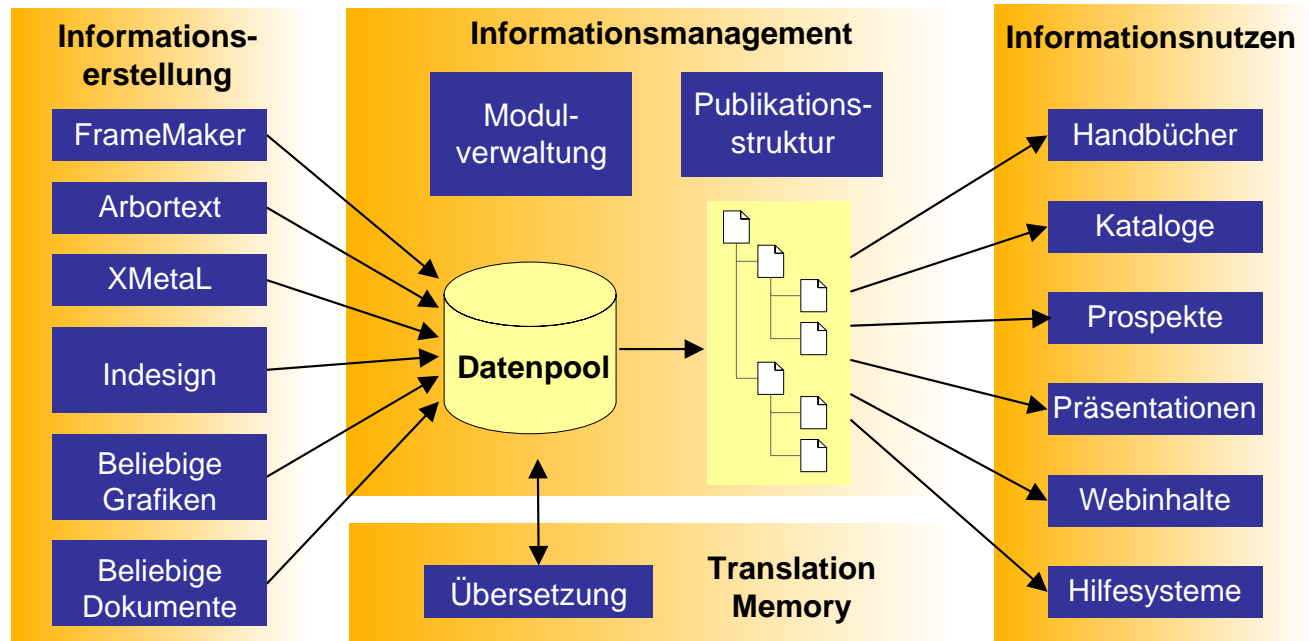 Informations-
erstellung
FrameMaker
Arbortext
XMetaL
Indesign
Beliebige
Grafiken
Beliebige
Dokumente
Informationsmanagement
Modul-
verwaltung
Publikations-
struktur
Datenpool
Übersetzung
Translation
Memory
Informationsnutzen
Handbücher
Kataloge
Prospekte
Präsentationen
Webinhalte
Hilfesysteme